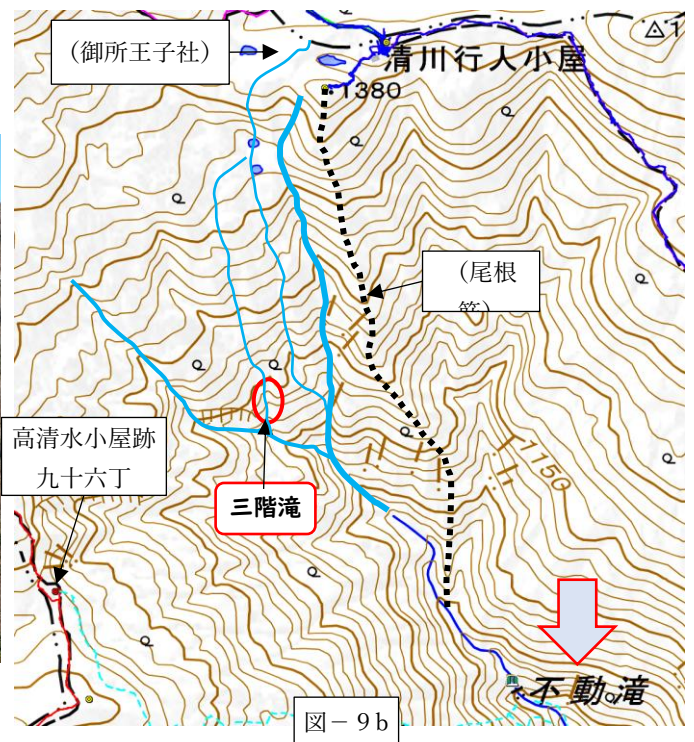 (御所王子社)
清川行人小屋
△1
1380
(尾根
1150
高清水小屋跡
九十六丁
三階滝
不動滝
図－9b